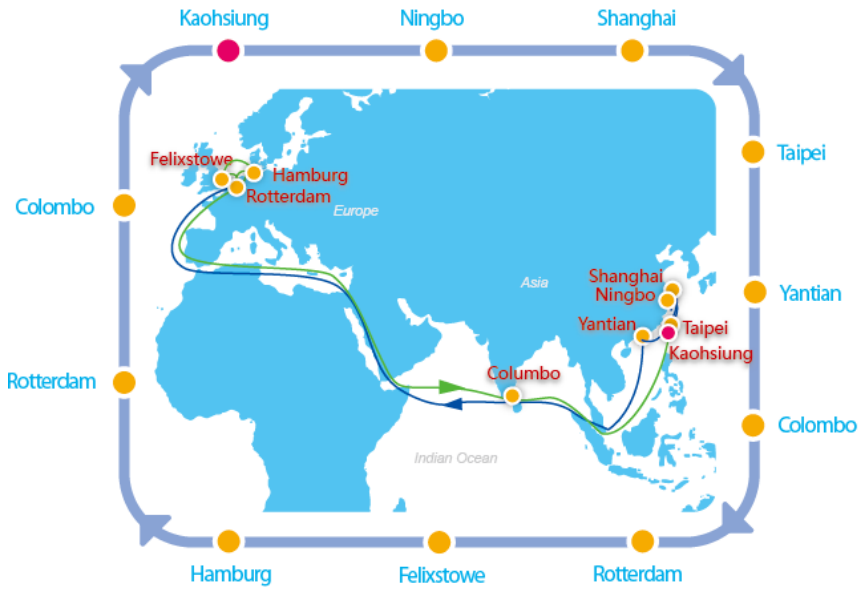 Kaohsiung
Ningbo
Shanghai
Felixstowe
Hamburg
Rotterdam
Taipei
Colombo
Europe
Shanghai
Asia
Ningbo
Yantian
Yantian
Taipei
Kaohsiung
Rotterdam
Columbo
Colombo
Indian Ocean
Hamburg
Felixstowe
Rotterdam